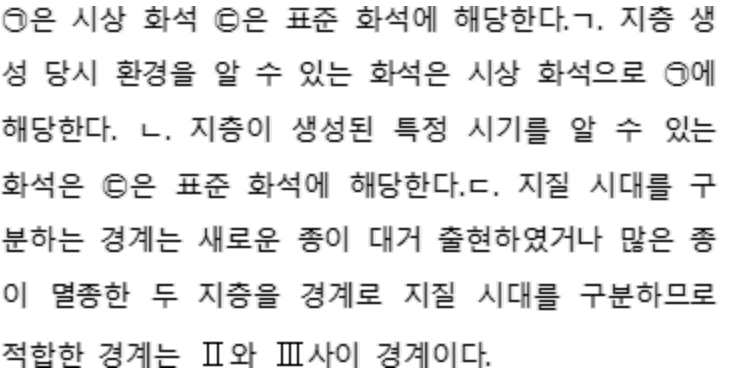 ㉠은 시상 화석 ㉢은 표준 화석에 해당한다.ㄱ. 지층 생
성 당시 환경을 알 수 있는 화석은 시상 화석으로 ㉠에
해당한다. ㄴ. 지층이 생성된 특정 시기를 알 수 있는
화석은 ㉢은 표준 화석에 해당한다.ㄷ. 지질 시대를 구
분하는 경계는 새로운 종이 대거 출현하였거나 많은 종
이 멸종한 두 지층을 경계로 지질 시대를 구분하므로
적합한 경계는 Ⅱ와 Ⅲ사이 경계이다.